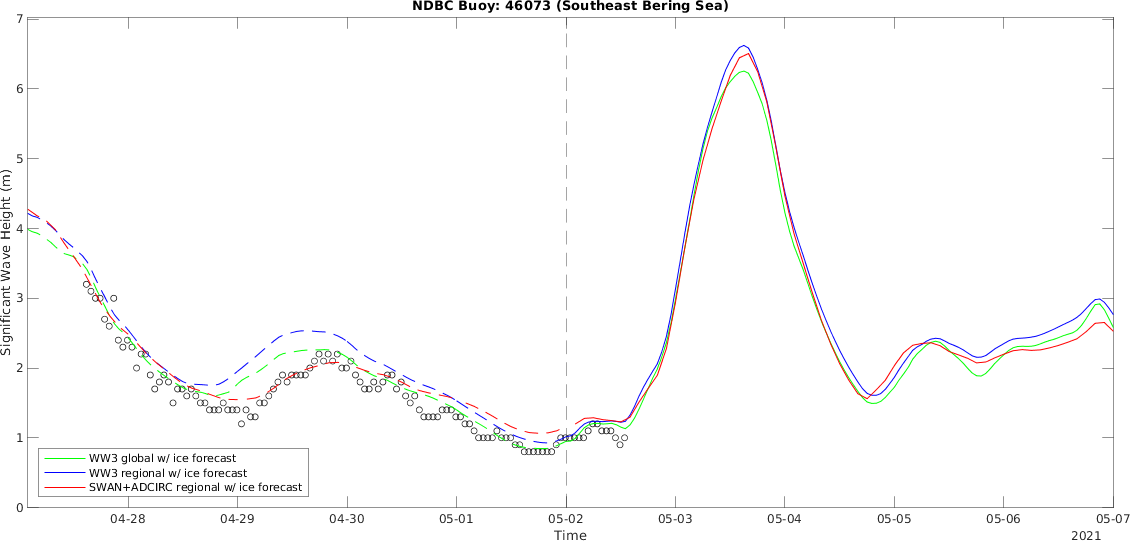 NDBC Buoy: 46073 (Southeast Bering Sea)
7
6
5
4
3
2
1
0
Significant Wave Height (m)
WW3 global w/ ice forecast
WW3 regional w/ ice forecast
SWAN+ADCIRC regional w/ ice forecast
04-28 04-29 04-30 05-01 05-02 05-03 05-04 05-05 05-06 05-07
Time
2021